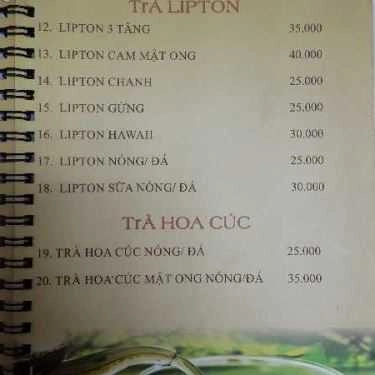 TrÀ LIPTON
12. LIPTON 3 TẦNG 35.000
13. LIPTON CAM MẬT ONG 40.000
14. LIPTON CHANH 25.000
15. LIPTON GỪNG 25.000
16. LIPTON HAWAII 30.000
17. LIPTON NÓNG/ ĐÁ 25.000
18. LIPTON SỮA NÓNG/ ĐÁ 30.000
TrÀ HOA CÚC
19. TRÀ HOA CÚC NÓNG/ ĐÁ 25.000
20. TRÀ HOA CÚC MẬT ONG NÓNG/ĐÁ 35.000